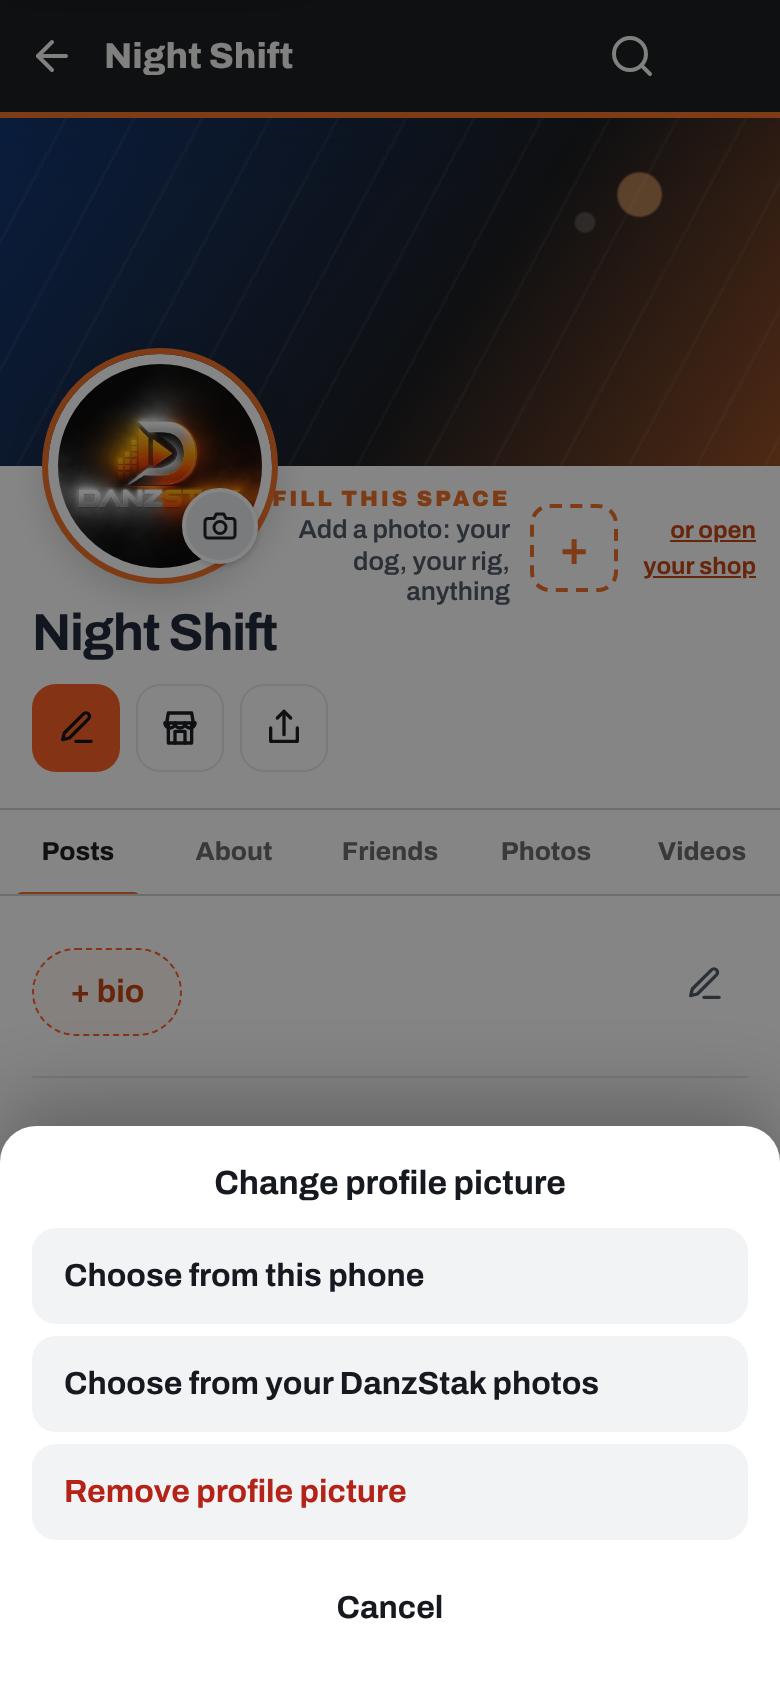 Night Shift
DANZST
FILL THIS SPACE
Add a photo: your
dog, your rig,
anything
+
or open
your shop
Night Shift
Posts
About
Friends
Photos
Videos
+ bio
Change profile picture
Choose from this phone
Choose from your DanzStak photos
Remove profile picture
Cancel